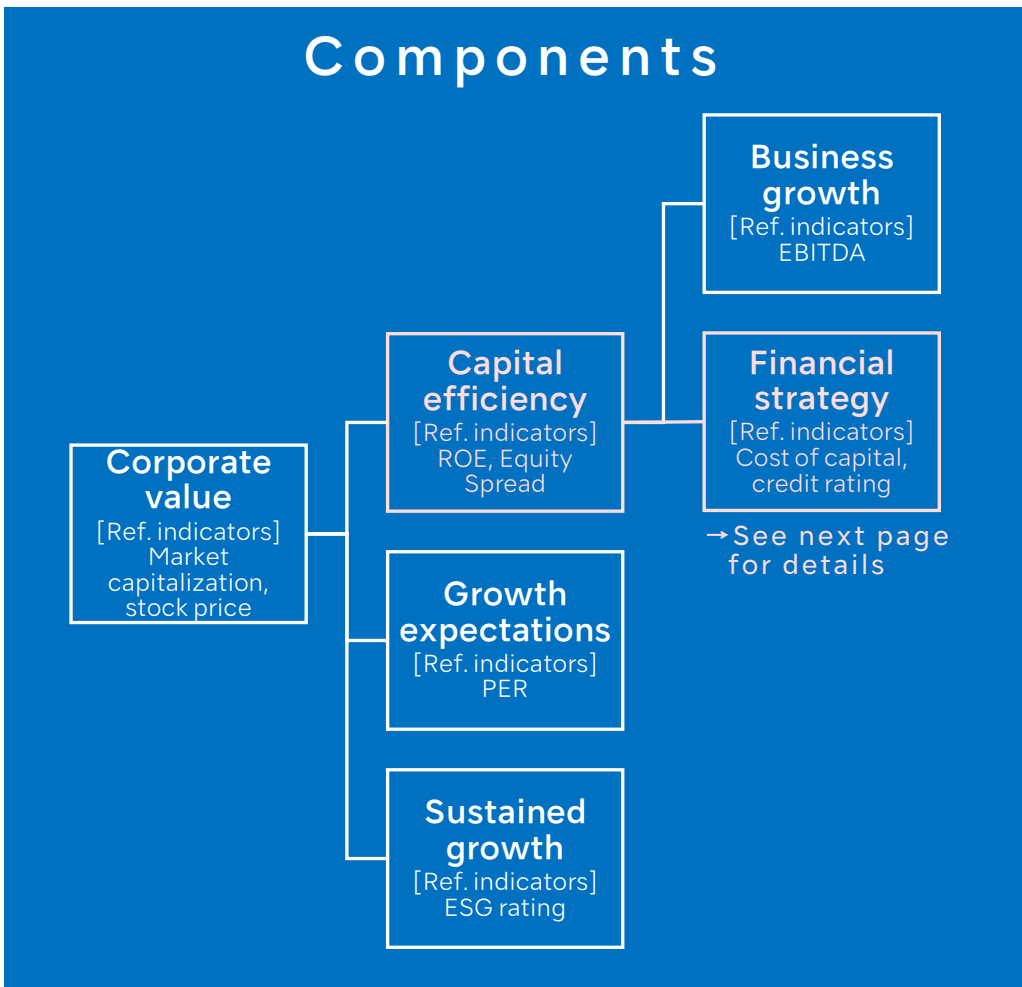 Components
Business
growth
[Ref. indicators]
EBITDA
Capital
efficiency
[Ref. indicators]
ROE, Equity
Spread
Financial
strategy
[Ref. indicators]
Cost of capital,
credit rating
→See next page
for details
Corporate
value
[Ref. indicators]
Market
capitalization,
stock price
Growth
expectations
[Ref. indicators]
PER
Sustained
growth
[Ref. indicators]
ESG rating